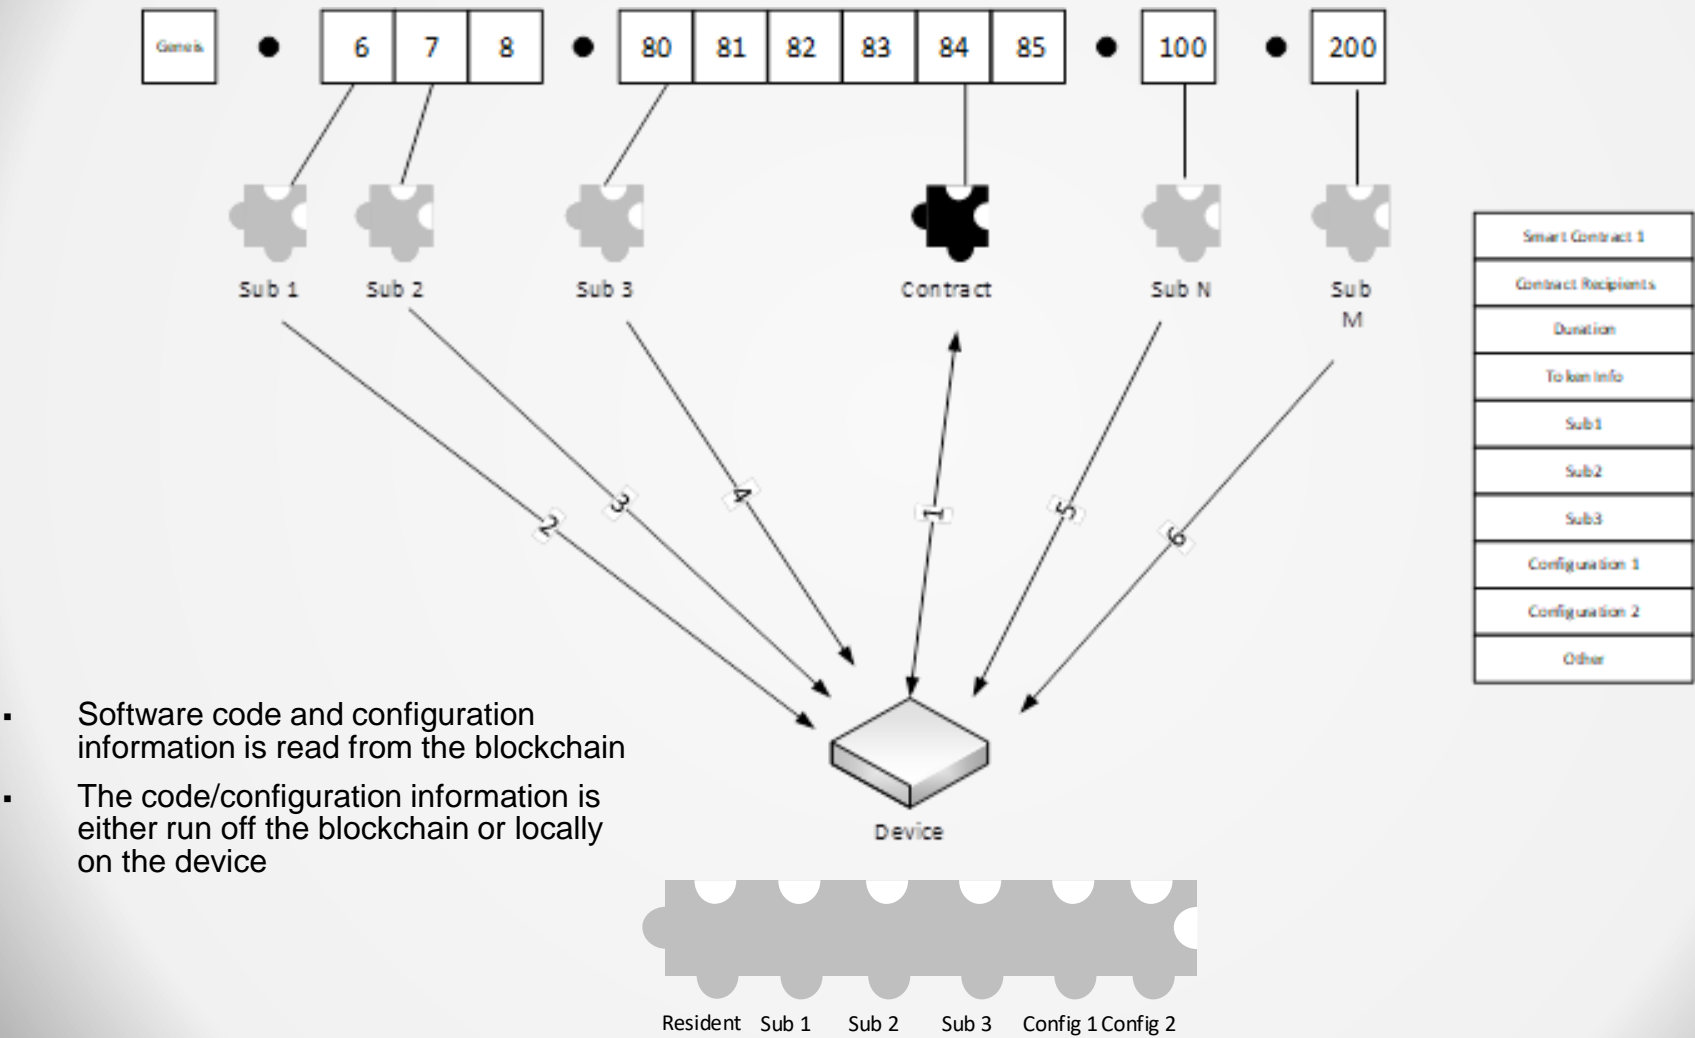 Geneis
6 7 8
80 81 82 83 84 85
100
200
Sub 1
Sub 2
Sub 3
Contract
Sub N
Sub
M
Smart Contract 1
Contract Recipients
Duration
Token Info
Sub1
Sub2
Sub3
Configuration 1
Configuration 2
Other
2
3
4
1
5
6
▪ Software code and configuration
information is read from the blockchain
▪ The code/configuration information is
either run off the blockchain or locally
on the device
Device
Resident Sub 1 Sub 2 Sub 3 Config 1 Config 2